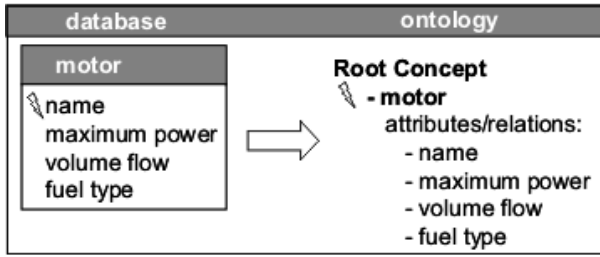 database
ontology
motor
name
maximum power
volume flow
fuel type
Root Concept
- motor
attributes/relations:
- name
- maximum power
- volume flow
- fuel type